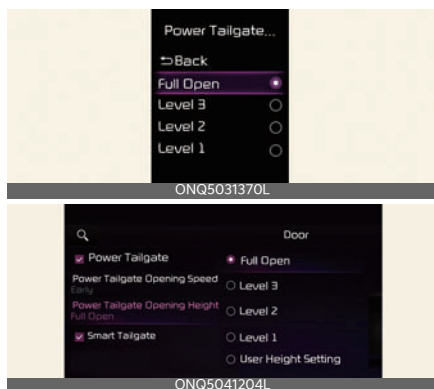 Power Tailgate...
Back
Full Open
Level 3
Level 2
Level 1
ONQ5031370L
Door
Power Tailgate
Power Tailgate Opening Speed
Early
Power Tailgate Opening Height
Full Open
Smart Tailgate
Full Open
Level 3
Level 2
Level 1
User Height Setting
ONQ5041204L